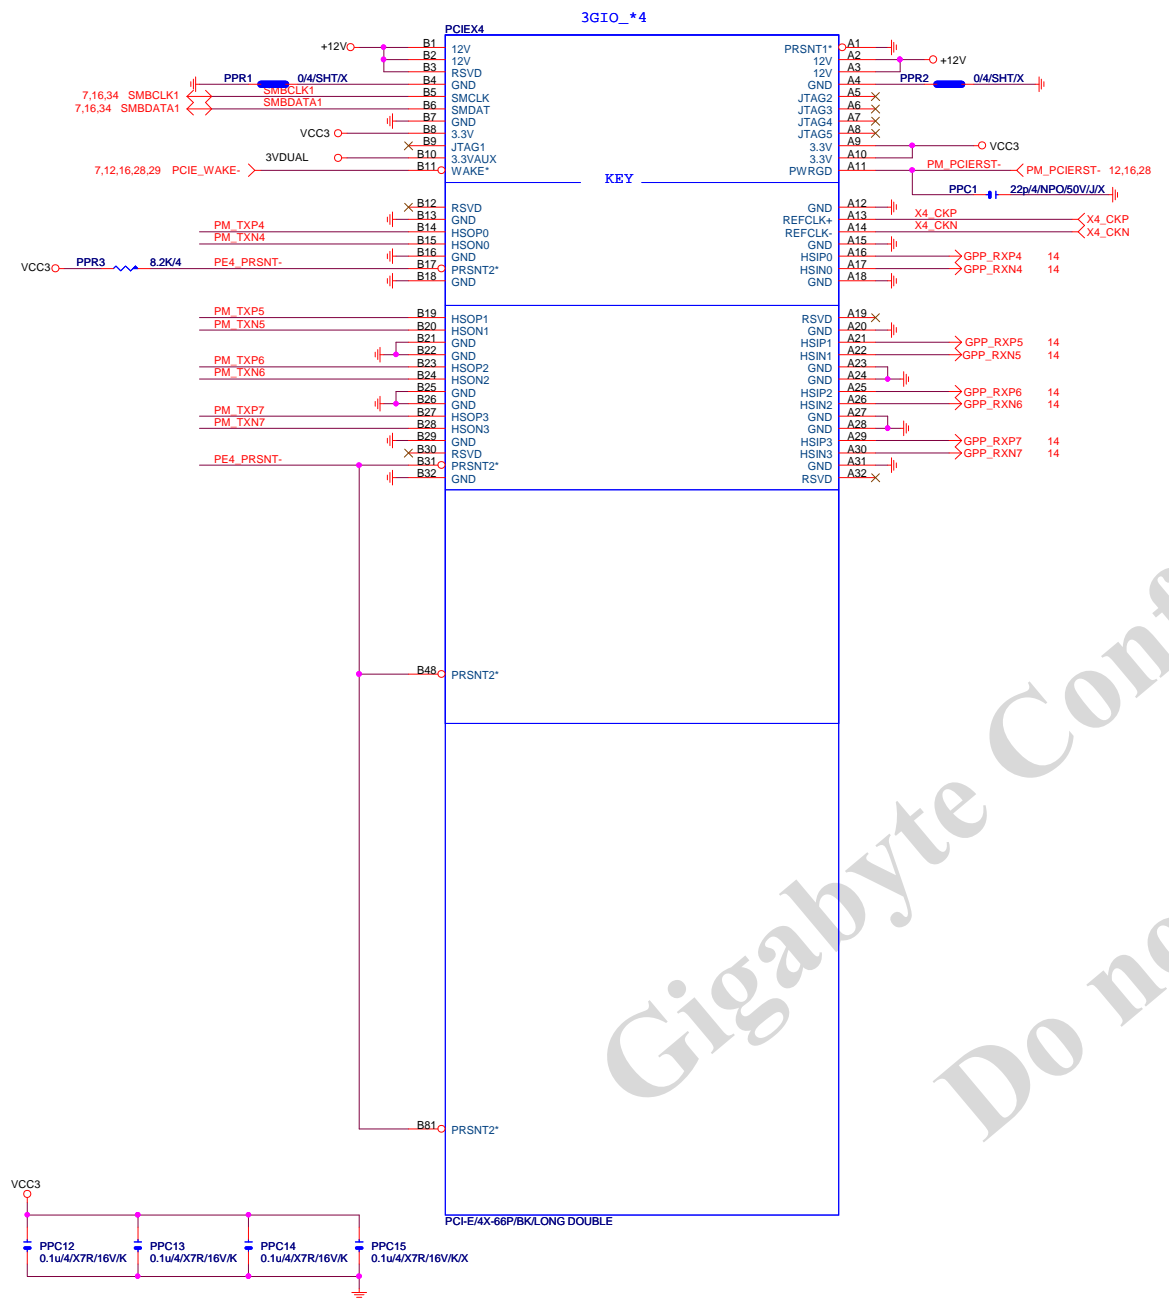 3GIO_*4
PCIEX4
+12V B1 12V PRSNT1* A1
B2 12V 12V A2 +12V
B3 RSVD 12V A3
PPR1 0/4/SHT/X B4 GND GND A4 PPR2 0/4/SHT/X
7,16,34 SMBCLK1 SMBCLK1 B5 SMCLK JTAG2 A5
7,16,34 SMBDATA1 SMBDATA1 B6 SMDAT JTAG3 A6
B7 GND JTAG4 A7
VCC3 B8 3.3V JTAG5 A8
B9 JTAG1 3.3V A9 VCC3
3VDUAL B10 3.3VAUX 3.3V A10
7,12,16,28,29 PCIE_WAKE- B11 WAKE* PWRGD A11 PM_PCIERST- PM_PCIERST- 12,16,28
KEY
PPC1 22p/4/NPO/50V/J/X
B12 RSVD GND A12
B13 GND REFCLK+ A13 X4_CKP X4_CKP
PM_TXP4 B14 HSOP0 REFCLK- A14 X4_CKN X4_CKN
PM_TXN4 B15 HSON0 GND A15
B16 GND HSIP0 A16 GPP_RXP4 14
VCC3 PPR3 8.2K/4 PE4_PRSNT- B17 PRSNT2* HSIN0 A17 GPP_RXN4 14
B18 GND GND A18
PM_TXP5 B19 HSOP1 RSVD A19
PM_TXN5 B20 HSON1 GND A20
B21 GND HSIP1 A21 GPP_RXP5 14
B22 GND HSIN1 A22 GPP_RXN5 14
PM_TXP6 B23 HSOP2 GND A23
PM_TXN6 B24 HSON2 GND A24
B25 GND HSIP2 A25 GPP_RXP6 14
B26 GND HSIN2 A26 GPP_RXN6 14
PM_TXP7 B27 HSOP3 GND A27
PM_TXN7 B28 HSON3 GND A28
B29 GND HSIP3 A29 GPP_RXP7 14
B30 RSVD HSIN3 A30 GPP_RXN7 14
PE4_PRSNT- B31 PRSNT2* GND A31
B32 GND RSVD A32
B48 PRSNT2*
B81 PRSNT2*
PCI-E/4X-66P/BK/LONG DOUBLE
VCC3
PPC12 PPC13 PPC14 PPC15
0.1u/4/X7R/16V/K 0.1u/4/X7R/16V/K 0.1u/4/X7R/16V/K 0.1u/4/X7R/16V/K/X
Gigabyte Conf
Do no